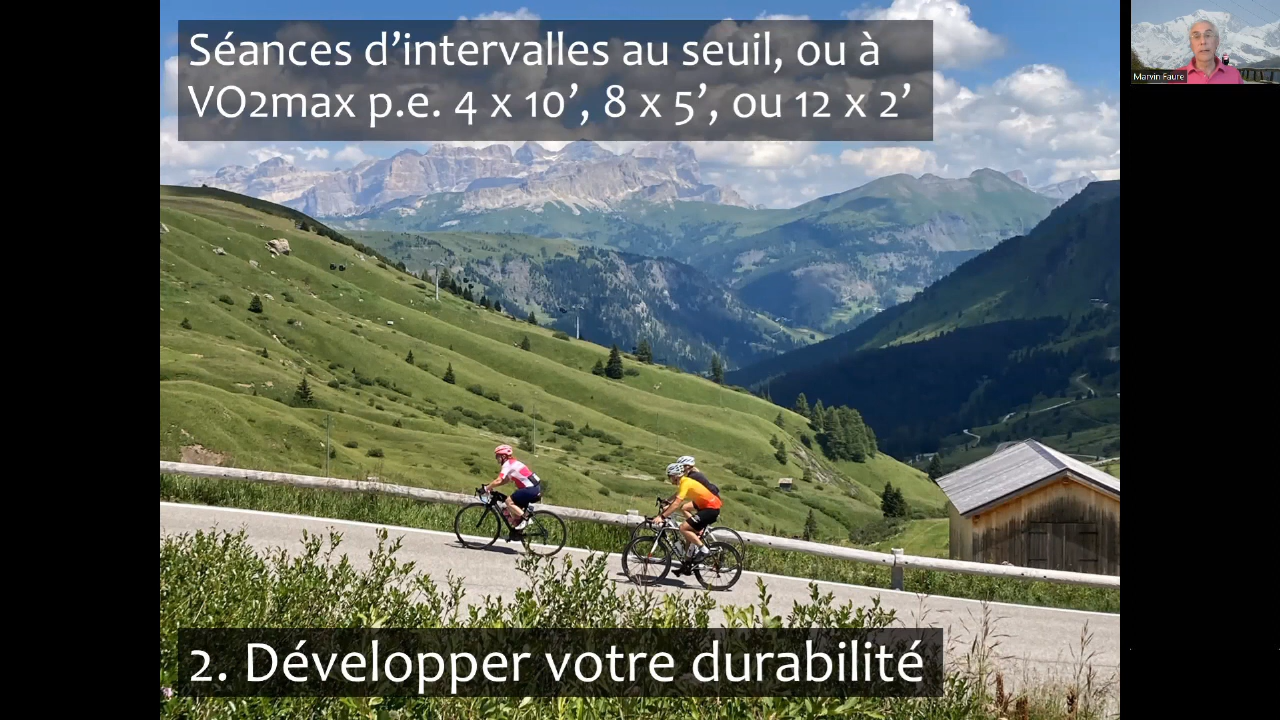 Séances d’intervalles au seuil, ou à
VO2max p.e. 4 x 10’, 8 x 5’, ou 12 x 2’
Marvin Faure
2. Développer votre durabilité